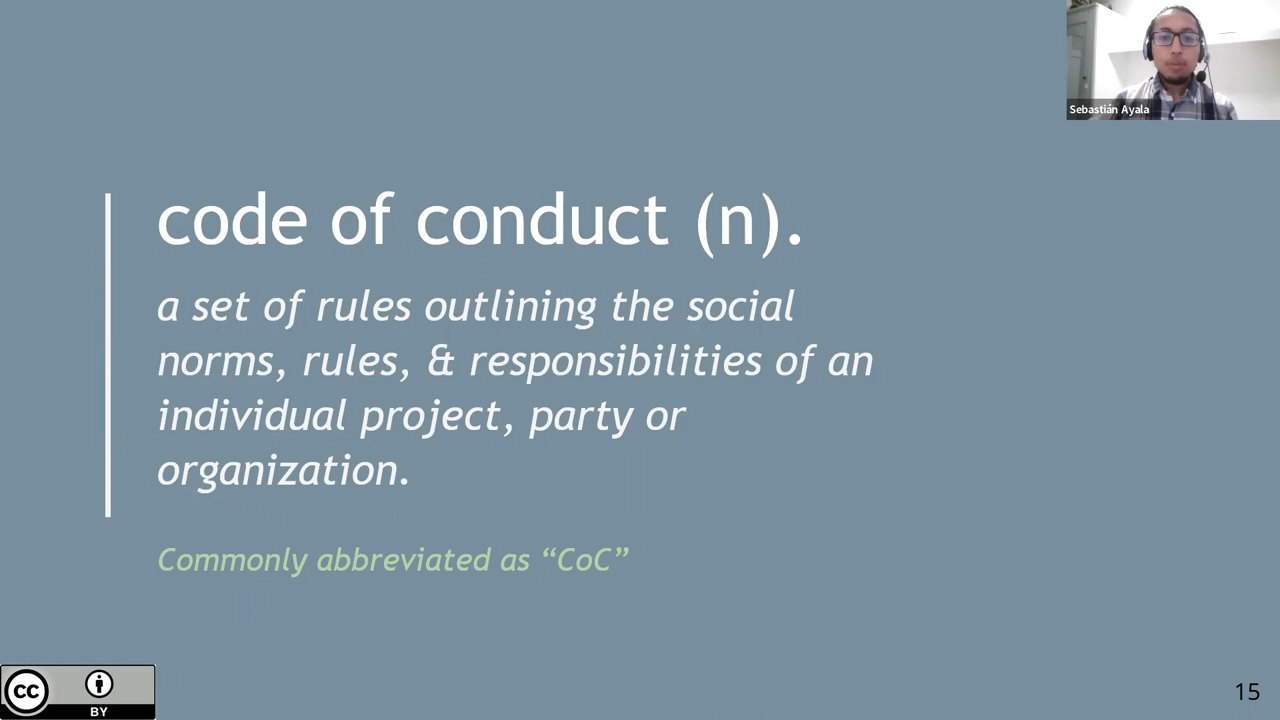 Sebastián Ayala
code of conduct (n).
a set of rules outlining the social
norms, rules, & responsibilities of an
individual project, party or
organization.
Commonly abbreviated as “CoC”
CC
BY
15